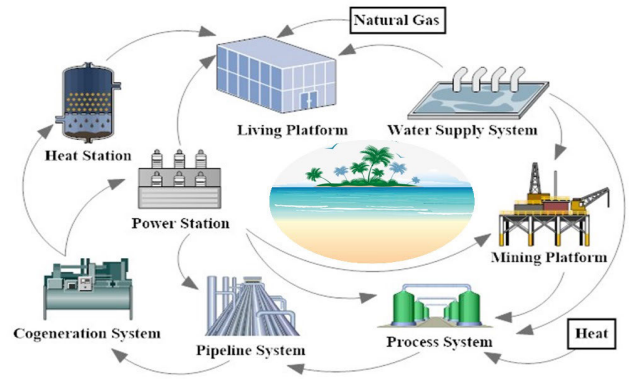 Natural Gas
Living Platform
Water Supply System
Heat Station
Power Station
Mining Platform
Cogeneration System
Pipeline System
Process System
Heat